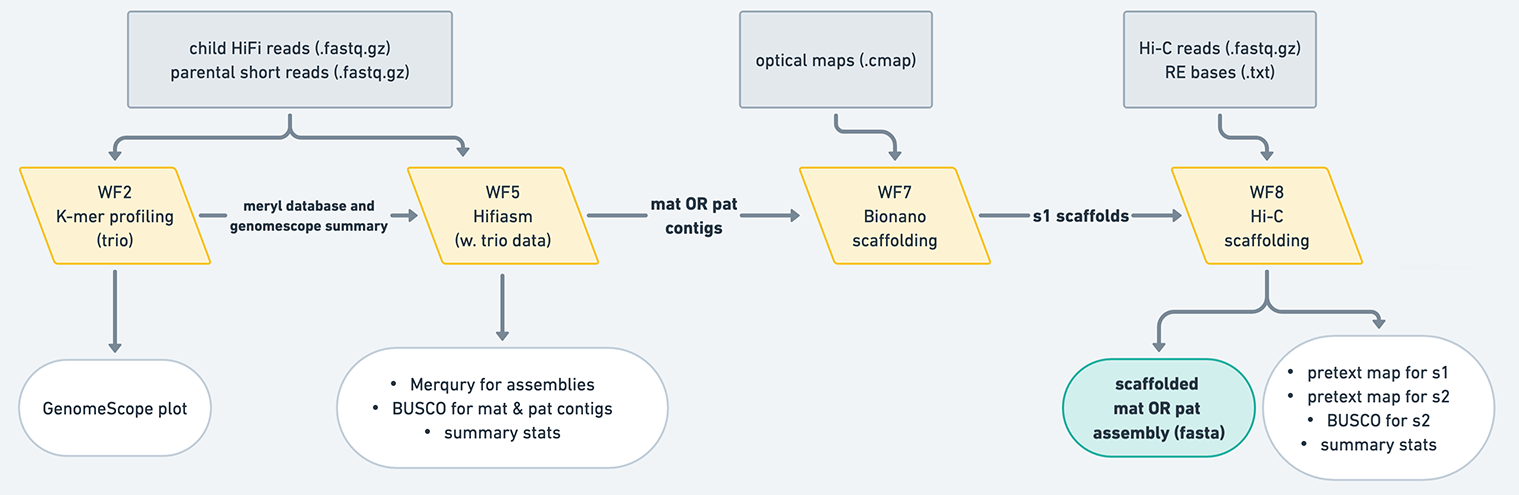 child HiFi reads (.fastq.gz)
parental short reads (.fastq.gz)
optical maps (.cmap)
Hi-C reads (.fastq.gz)
RE bases (.txt)
WF2
K-mer profiling
(trio)
meryl database and
genomescope summary
WF5
Hifiasm
(w. trio data)
mat OR pat
contigs
WF7
Bionano
scaffolding
s1 scaffolds
WF8
Hi-C
scaffolding
GenomeScope plot
• Merqury for assemblies
• BUSCO for mat & pat contigs
• summary stats
scaffolded
mat OR pat
assembly (fasta)
• pretext map for s1
• pretext map for s2
• BUSCO for s2
• summary stats